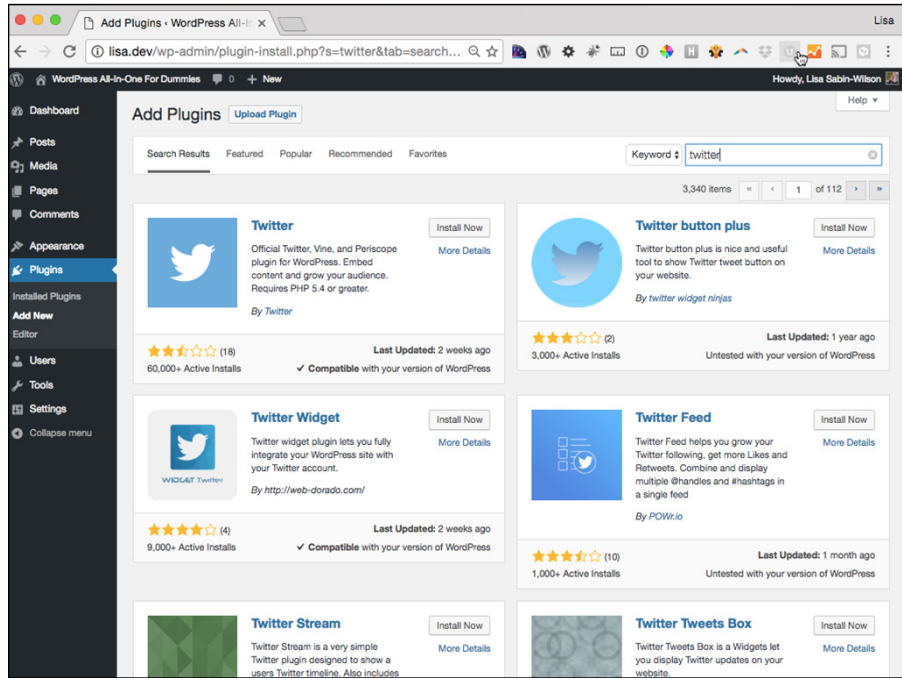 Add Plugins ‹ WordPress All-In
Lisa
lisa.dev/wp-admin/plugin-install.php?s=twitter&tab=search...
WordPress All-In-One For Dummies 0 + New
Howdy, Lisa Sabin-Wilson
Dashboard
Posts
Media
Pages
Comments
Appearance
Plugins
Installed Plugins
Add New
Editor
Users
Tools
Settings
Collapse menu
Help
Add Plugins Upload Plugin
Search Results Featured Popular Recommended Favorites Keyword twitter
3,340 items « ‹ 1 of 112 › »
Twitter
Install Now
More Details
Official Twitter, Vine, and Periscope
plugin for WordPress. Embed
content and grow your audience.
Requires PHP 5.4 or greater.
By Twitter
(18)
Last Updated: 2 weeks ago
60,000+ Active Installs
✓ Compatible with your version of WordPress
Twitter button plus
Install Now
More Details
Twitter button plus is nice and useful
tool to show Twitter tweet button on
your website.
By twitter widget ninjas
(2)
Last Updated: 1 year ago
3,000+ Active Installs
Untested with your version of WordPress
WIDGET Twitter
Twitter Widget
Install Now
More Details
Twitter widget plugin lets you fully
integrate your WordPress site with
your Twitter account.
By http://web-dorado.com/
(4)
Last Updated: 2 weeks ago
9,000+ Active Installs
✓ Compatible with your version of WordPress
Twitter Feed
Install Now
More Details
Twitter Feed helps you grow your
Twitter following, get more Likes and
Retweets. Combine and display
multiple @handles and #hashtags in
a single feed
By POWr.io
(10)
Last Updated: 1 month ago
1,000+ Active Installs
Untested with your version of WordPress
Twitter Stream
Install Now
More Details
Twitter Stream is a very simple
Twitter plugin designed to show a
users Twitter timeline. Also includes
Twitter Tweets Box
Install Now
More Details
Twitter Tweets Box is a Widgets let
you display Twitter updates on your
website.